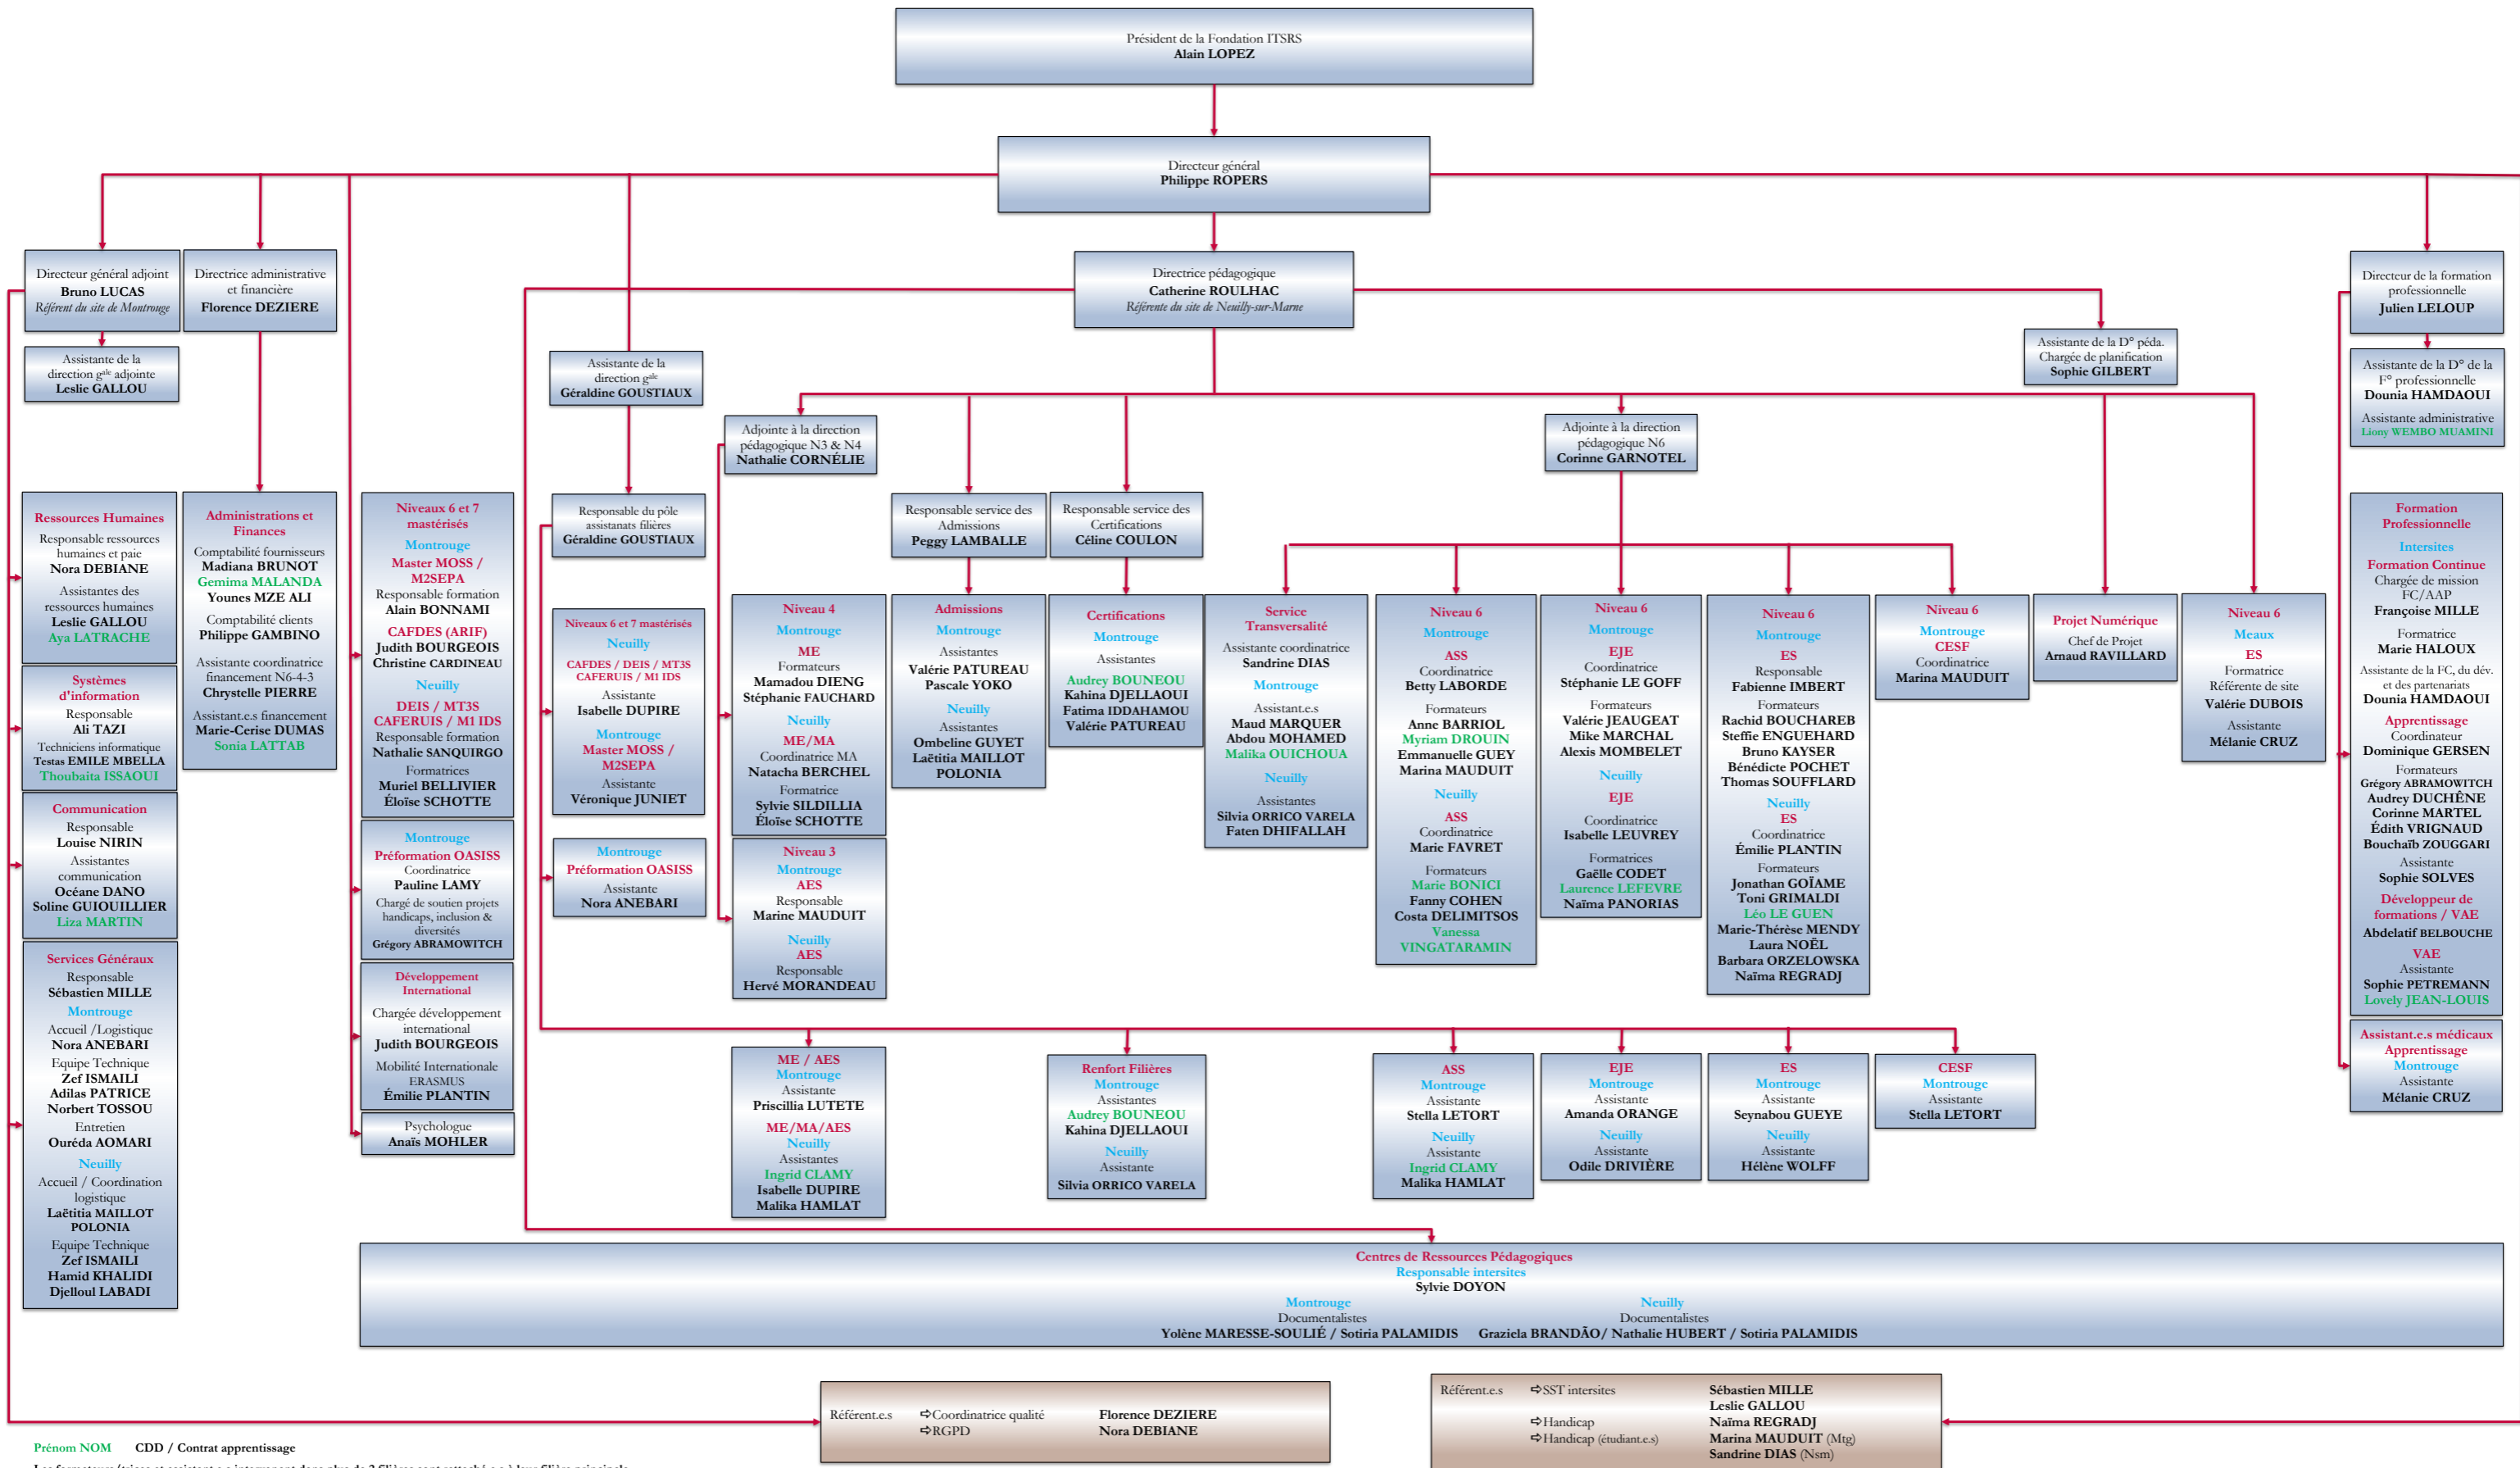 Président de la Fondation ITSRS
Alain LOPEZ
Directeur général
Philippe ROPERS
Directeur général adjoint
Bruno LUCAS
Référent du site de Montrouge
Directrice administrative
et financière
Florence DEZIERE
Directrice pédagogique
Catherine ROULHAC
Référente du site de Neuilly-sur-Marne
Directeur de la formation
professionnelle
Julien LELOUP
Assistante de la
direction gale adjointe
Leslie GALLOU
Assistante de la
direction gale
Géraldine GOUSTIAUX
Assistante de la D° péda.
Chargée de planification
Sophie GILBERT
Assistante de la D° de la
F° professionnelle
Dounia HAMDAOUI
Assistante administrative
Liony WEMBO MUAMINI
Adjointe à la direction
pédagogique N3 & N4
Nathalie CORNÉLIE
Adjointe à la direction
pédagogique N6
Corinne GARNOTEL
Ressources Humaines
Responsable ressources
humaines et paie
Nora DEBIANE
Assistantes des
ressources humaines
Leslie GALLOU
Aya LATRACHE
Systèmes
d'information
Responsable
Ali TAZI
Techniciens informatique
Testas EMILE MBELLA
Thoubaita ISSAOUI
Communication
Responsable
Louise NIRIN
Assistantes
communication
Océane DANO
Soline GUIOUILLIER
Liza MARTIN
Services Généraux
Responsable
Sébastien MILLE
Montrouge
Accueil /Logistique
Nora ANEBARI
Equipe Technique
Zef ISMAILI
Adilas PATRICE
Norbert TOSSOU
Entretien
Ouréda AOMARI
Neuilly
Accueil / Coordination
logistique
Laëtitia MAILLOT
POLONIA
Equipe Technique
Zef ISMAILI
Hamid KHALIDI
Djelloul LABADI
Administrations et
Finances
Comptabilité fournisseurs
Madiana BRUNOT
Gemima MALANDA
Younes MZE ALI
Comptabilité clients
Philippe GAMBINO
Assistante coordinatrice
financement N6-4-3
Chrystelle PIERRE
Assistant.e.s financement
Marie-Cerise DUMAS
Sonia LATTAB
Niveaux 6 et 7
mastérisés
Montrouge
Master MOSS /
M2SEPA
Responsable formation
Alain BONNAMI
CAFDES (ARIF)
Judith BOURGEOIS
Christine CARDINEAU
Neuilly
DEIS / MT3S
CAFERUIS / M1 IDS
Responsable formation
Nathalie SANQUIRGO
Formatrices
Muriel BELLIVIER
Éloïse SCHOTTE
Montrouge
Préformation OASISS
Coordinatrice
Pauline LAMY
Chargé de soutien projets
handicaps, inclusion &
diversités
Grégory ABRAMOWITCH
Développement
International
Chargée développement
international
Judith BOURGEOIS
Mobilité Internationale
ERASMUS
Émilie PLANTIN
Psychologue
Anaïs MOHLER
Responsable du pôle
assistanats filières
Géraldine GOUSTIAUX
Niveaux 6 et 7 mastérisés
Neuilly
CAFDES / DEIS / MT3S
CAFERUIS / M1 IDS
Assistante
Isabelle DUPIRE
Montrouge
Master MOSS /
M2SEPA
Assistante
Véronique JUNIET
Montrouge
Préformation OASISS
Assistante
Nora ANEBARI
Niveau 4
Montrouge
ME
Formateurs
Mamadou DIENG
Stéphanie FAUCHARD
Neuilly
ME/MA
Coordinatrice MA
Natacha BERCHEL
Formatrice
Sylvie SILDILLIA
Éloïse SCHOTTE
Niveau 3
Montrouge
AES
Responsable
Marine MAUDUIT
Neuilly
AES
Responsable
Hervé MORANDEAU
Responsable service des
Admissions
Peggy LAMBALLE
Admissions
Montrouge
Assistantes
Valérie PATUREAU
Pascale YOKO
Neuilly
Assistantes
Ombeline GUYET
Laëtitia MAILLOT
POLONIA
Responsable service des
Certifications
Céline COULON
Certifications
Montrouge
Assistantes
Audrey BOUNEOU
Kahina DJELLAOUI
Fatima IDDAHAMOU
Valérie PATUREAU
Service
Transversalité
Assistante coordinatrice
Sandrine DIAS
Montrouge
Assistant.e.s
Maud MARQUER
Abdou MOHAMED
Malika OUICHOUA
Neuilly
Assistantes
Silvia ORRICO VARELA
Faten DHIFALLAH
Niveau 6
Montrouge
ASS
Coordinatrice
Betty LABORDE
Formateurs
Anne BARRIOL
Myriam DROUIN
Emmanuelle GUEY
Marina MAUDUIT
Neuilly
ASS
Coordinatrice
Marie FAVRET
Formateurs
Marie BONICI
Fanny COHEN
Costa DELIMITSOS
Vanessa
VINGATARAMIN
Niveau 6
Montrouge
EJE
Coordinatrice
Stéphanie LE GOFF
Formateurs
Valérie JEAUGEAT
Mike MARCHAL
Alexis MOMBELET
Neuilly
EJE
Coordinatrice
Isabelle LEUVREY
Formatrices
Gaëlle CODET
Laurence LEFEVRE
Naïma PANORIAS
Niveau 6
Montrouge
ES
Responsable
Fabienne IMBERT
Formateurs
Rachid BOUCHAREB
Steffie ENGUEHARD
Bruno KAYSER
Bénédicte POCHET
Thomas SOUFFLARD
Neuilly
ES
Coordinatrice
Émilie PLANTIN
Formateurs
Jonathan GOÏAME
Toni GRIMALDI
Léo LE GUEN
Marie-Thérèse MENDY
Laura NOËL
Barbara ORZELOWSKA
Naïma REGRADJ
Niveau 6
Montrouge
CESF
Coordinatrice
Marina MAUDUIT
Projet Numérique
Chef de Projet
Arnaud RAVILLARD
Niveau 6
Meaux
ES
Formatrice
Référente de site
Valérie DUBOIS
Assistante
Mélanie CRUZ
Formation
Professionnelle
Intersites
Formation Continue
Chargée de mission
FC/AAP
Françoise MILLE
Formatrice
Marie HALOUX
Assistante de la FC, du dév.
et des partenariats
Dounia HAMDAOUI
Apprentissage
Coordinateur
Dominique GERSEN
Formateurs
Grégory ABRAMOWITCH
Audrey DUCHÊNE
Corinne MARTEL
Édith VRIGNAUD
Bouchaïb ZOUGGARI
Assistante
Sophie SOLVES
Développeur de
formations / VAE
Abdelatif BELBOUCHE
VAE
Assistante
Sophie PETREMANN
Lovely JEAN-LOUIS
Assistant.e.s médicaux
Apprentissage
Montrouge
Assistante
Mélanie CRUZ
ME / AES
Montrouge
Assistante
Priscillia LUTETE
ME/MA/AES
Neuilly
Assistantes
Ingrid CLAMY
Isabelle DUPIRE
Malika HAMLAT
Renfort Filières
Montrouge
Assistantes
Audrey BOUNEOU
Kahina DJELLAOUI
Neuilly
Assistante
Silvia ORRICO VARELA
ASS
Montrouge
Assistante
Stella LETORT
Neuilly
Assistante
Ingrid CLAMY
Malika HAMLAT
EJE
Montrouge
Assistante
Amanda ORANGE
Neuilly
Assistante
Odile DRIVIÈRE
ES
Montrouge
Assistante
Seynabou GUEYE
Neuilly
Assistante
Hélène WOLFF
CESF
Montrouge
Assistante
Stella LETORT
Centres de Ressources Pédagogiques
Responsable intersites
Sylvie DOYON
Montrouge Neuilly
Documentalistes Documentalistes
Yolène MARESSE-SOULIÉ / Sotiria PALAMIDIS Graziela BRANDÃO/ Nathalie HUBERT / Sotiria PALAMIDIS
Référent.e.s ⇨Coordinatrice qualité Florence DEZIERE
⇨RGPD Nora DEBIANE
Référent.e.s ⇨SST intersites Sébastien MILLE
Leslie GALLOU
⇨Handicap Naïma REGRADJ
⇨Handicap (étudiant.e.s) Marina MAUDUIT (Mtg)
Sandrine DIAS (Nsm)
Prénom NOM CDD / Contrat apprentissage